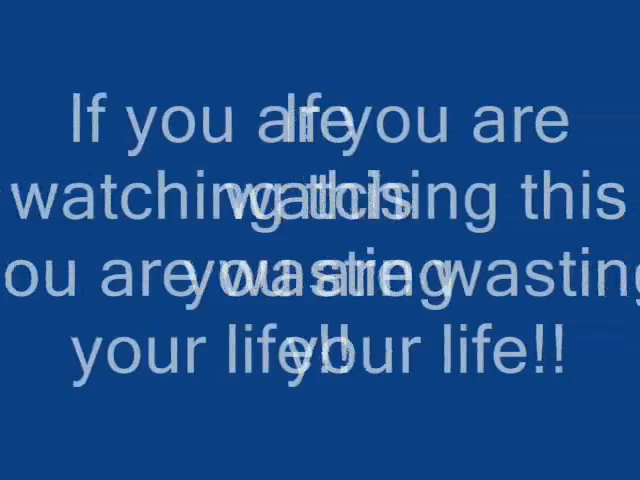 If you are If you are
watching this watching this
ou are wasting you are wasting
your life!! your life!!